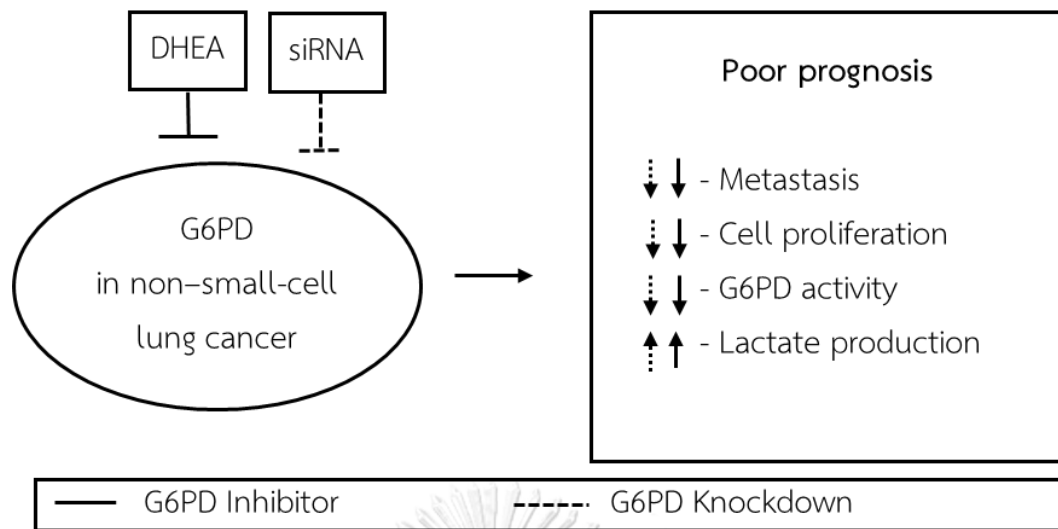 DHEA
siRNA
G6PD
in non–small-cell
lung cancer
Poor prognosis
- Metastasis
- Cell proliferation
- G6PD activity
- Lactate production
G6PD Inhibitor
G6PD Knockdown